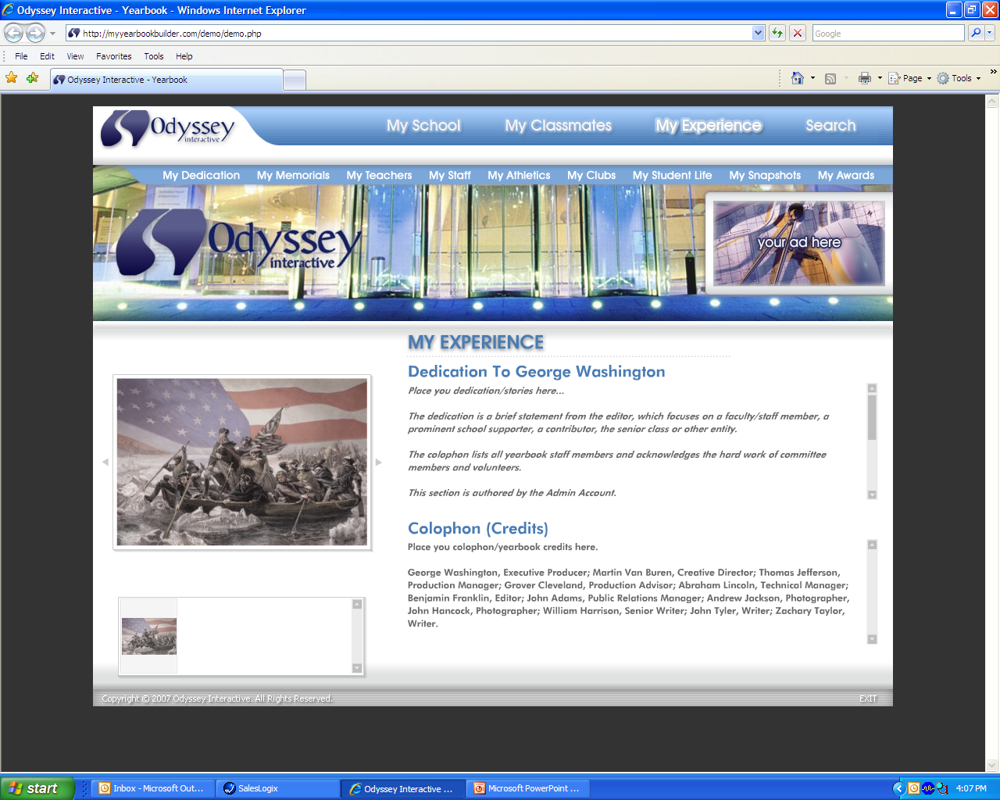 Odyssey Interactive - Yearbook - Windows Internet Explorer
http://myyearbookbuilder.com/demo/demo.php
Google
File Edit View Favorites Tools Help
Odyssey Interactive - Yearbook
Page Tools
Odyssey
interactive
My School My Classmates My Experience Search
My Dedication My Memorials My Teachers My Staff My Athletics My Clubs My Student Life My Snapshots My Awards
Odyssey
interactive
your ad here
MY EXPERIENCE
Dedication To George Washington
Place you dedication/stories here...
The dedication is a brief statement from the editor, which focuses on a faculty/staff member, a
prominent school supporter, a contributor, the senior class or other entity.
The colophon lists all yearbook staff members and acknowledges the hard work of committee
members and volunteers.
This section is authored by the Admin Account.
Colophon (Credits)
Place you colophon/yearbook credits here.
George Washington, Executive Producer; Martin Van Buren, Creative Director; Thomas Jefferson,
Production Manager; Grover Cleveland, Production Advisor; Abraham Lincoln, Technical Manager;
Benjamin Franklin, Editor; John Adams, Public Relations Manager; Andrew Jackson, Photographer,
John Hancock, Photographer; William Harrison, Senior Writer; John Tyler, Writer; Zachary Taylor,
Writer.
Copyright © 2007 Odyssey Interactive. All Rights Reserved.
EXIT
start
Inbox - Microsoft Out...
SalesLogix
Odyssey Interactive ...
Microsoft PowerPoint ...
4:07 PM